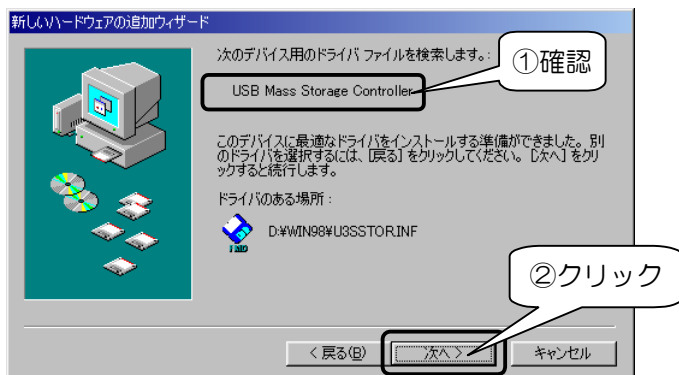 新しいハードウェアの追加ウィザード
次のデバイス用のドライバ ファイルを検索します。:
①確認
USB Mass Storage Controller
このデバイスに最適なドライバをインストールする準備ができました。別
のドライバを選択するには、[戻る] をクリックしてください。[次へ] をクリ
ックすると続行します。
ドライバのある場所 :
D:¥WIN98¥U3SSTOR.INF
②クリック
< 戻る(B)
次へ >
キャンセル